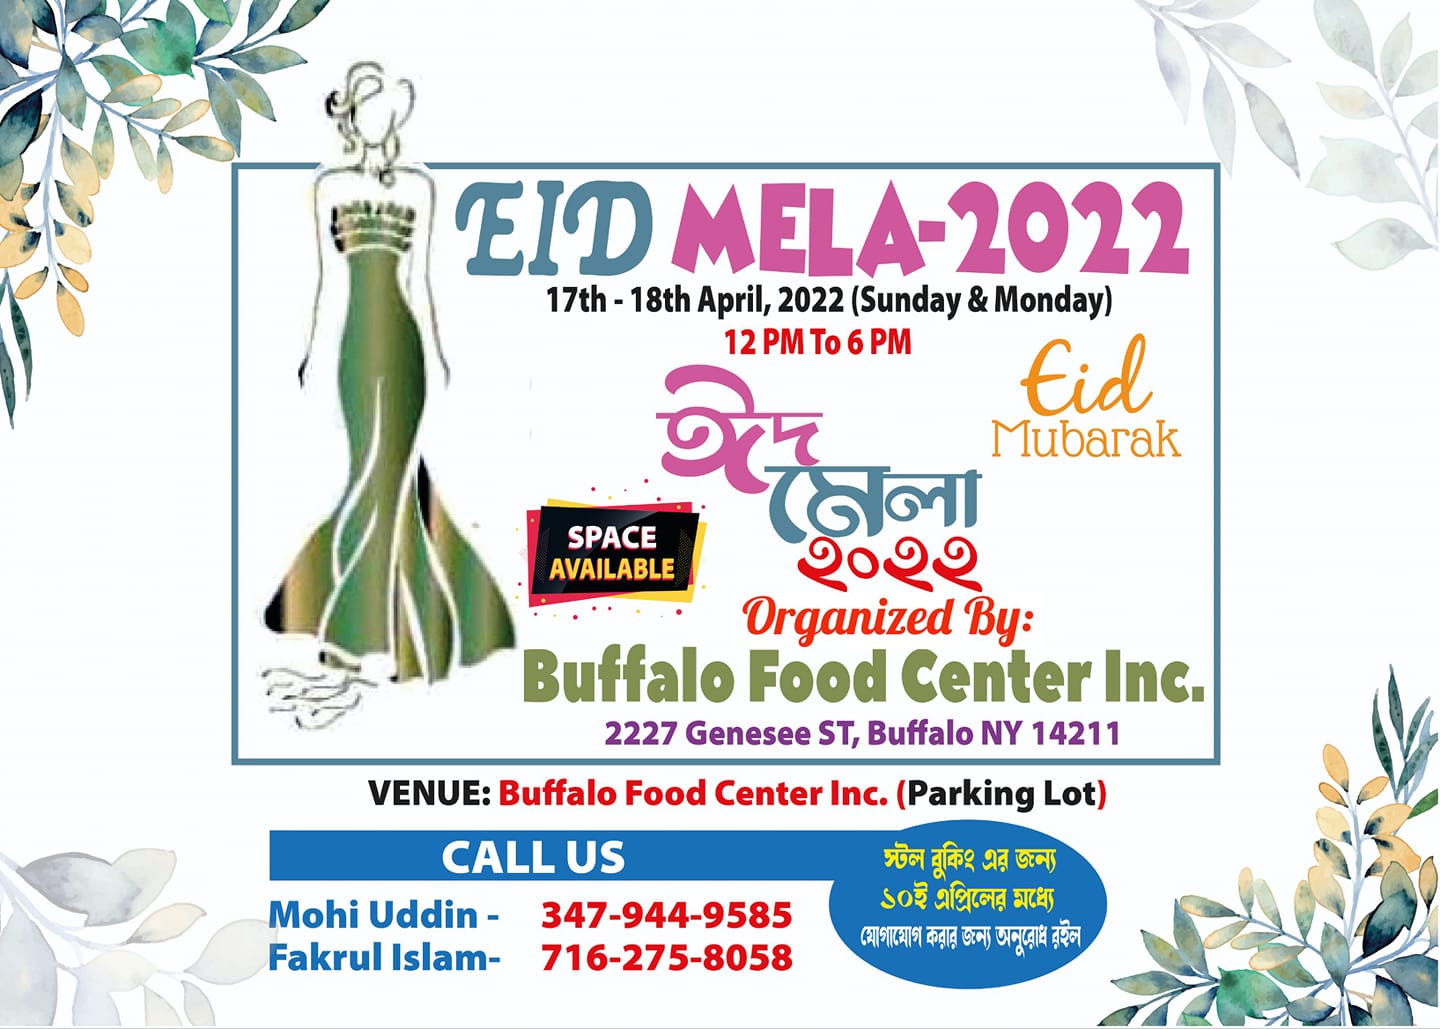 EID MELA-2022
17th - 18th April, 2022 (Sunday & Monday)
12 PM To 6 PM
Eid
Mubarak
ঈদ
মেলা
২০২২
SPACE
AVAILABLE
Organized By:
Buffalo Food Center Inc.
2227 Genesee ST, Buffalo NY 14211
VENUE: Buffalo Food Center Inc. (Parking Lot)
CALL US
Mohi Uddin - 347-944-9585
Fakrul Islam- 716-275-8058
স্টল বুকিং এর জন্য
১০ই এপ্রিলের মধ্যে
যোগাযোগ করার জন্য অনুরোধ রইল